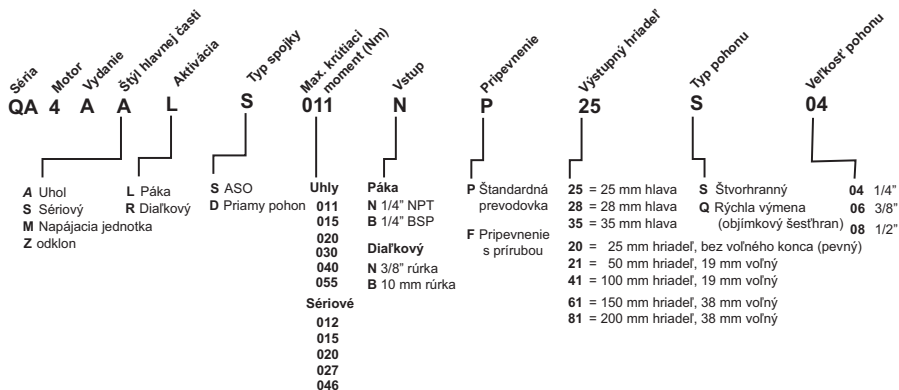 Séria
Motor
Vydanie
Štýl hlavnej časti
Aktivácia
Typ spojky
Max. krútiaci
moment (Nm)
Vstup
Pripevnenie
Výstupný hriadeľ
Typ pohonu
Veľkosť pohonu
QA 4 A A L S 011 N P 25 S 04
A Uhol
S Sériový
M Napájacia jednotka
Z odklon
L Páka
R Diaľkový
S ASO
D Priamy pohon
Uhly
011
015
020
030
040
055
Sériové
012
015
020
027
046
Páka
N 1/4” NPT
B 1/4” BSP
Diaľkový
N 3/8” rúrka
B 10 mm rúrka
P Štandardná
prevodovka
F Pripevnenie
s prírubou
25 = 25 mm hlava
28 = 28 mm hlava
35 = 35 mm hlava
20 = 25 mm hriadeľ, bez voľného konca (pevný)
21 = 50 mm hriadeľ, 19 mm voľný
41 = 100 mm hriadeľ, 19 mm voľný
61 = 150 mm hriadeľ, 38 mm voľný
81 = 200 mm hriadeľ, 38 mm voľný
S Štvorhranný
Q Rýchla výmena
(objímkový šesťhran)
04 1/4”
06 3/8”
08 1/2”